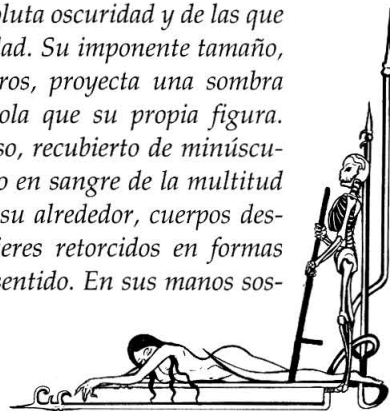 oluta oscuridad y de las que
dad. Su imponente tamaño,
ros, proyecta una sombra
ola que su propia figura.
so, recubierto de minúscu-
o en sangre de la multitud
su alrededor, cuerpos des-
ieres retorcidos en formas
sentido. En sus manos sos-